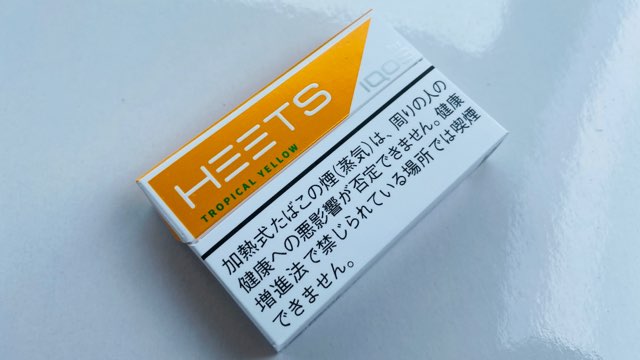 HEETS
IQOS
TROPICAL YELLOW
加熱式たばこの煙(蒸気)は、周りの人の
健康への悪影響が否定できません。健康
増進法で禁じられている場所では喫煙
できません。